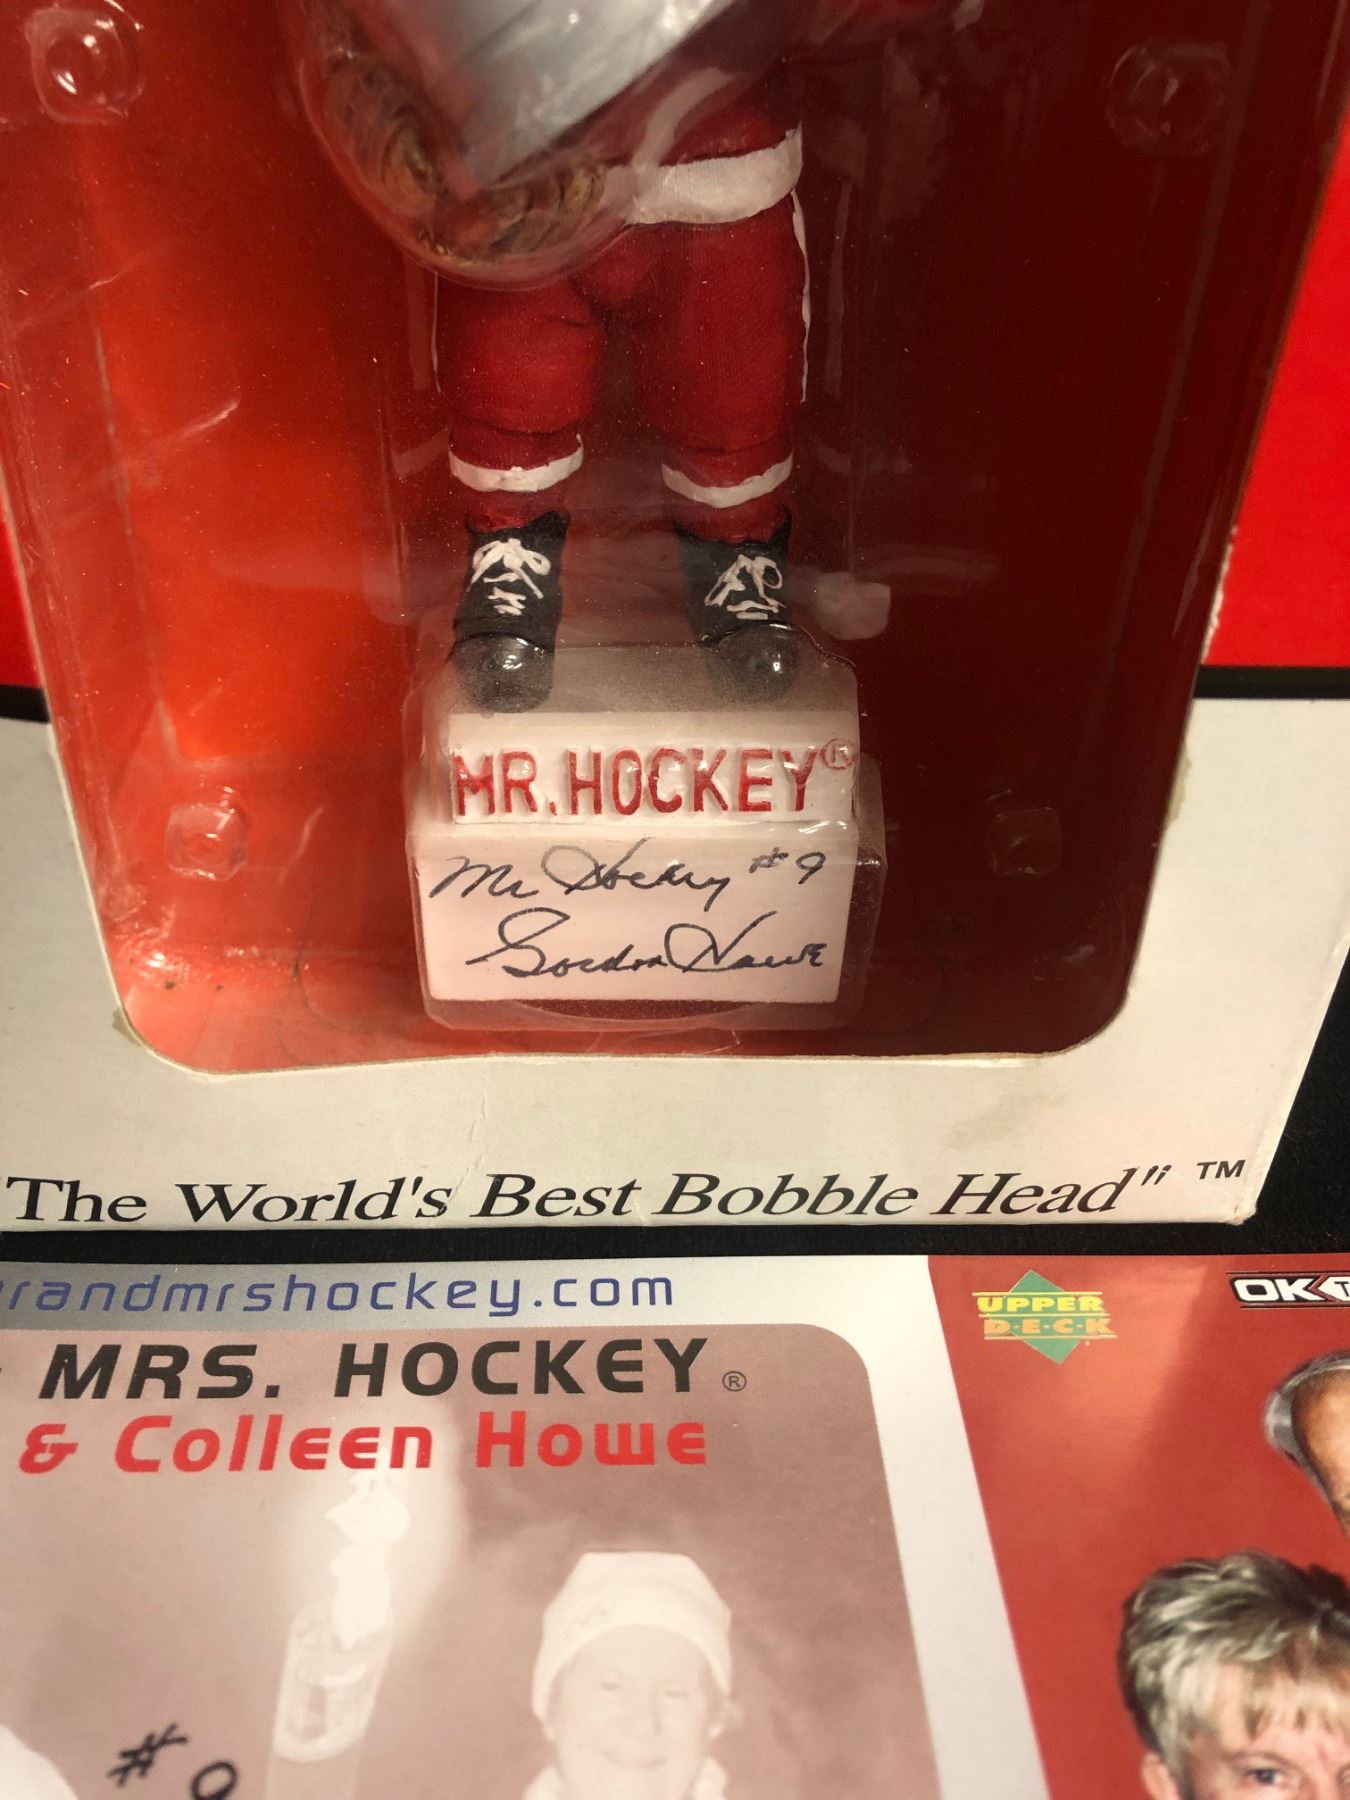 MR. HOCKEY®
Mr Hockey #9
Gordon Howe
"The World's Best Bobble Head" ™
randmrshockey.com
UPPER
D·E·C·K
OK
MRS. HOCKEY®
& Colleen Howe
# 9